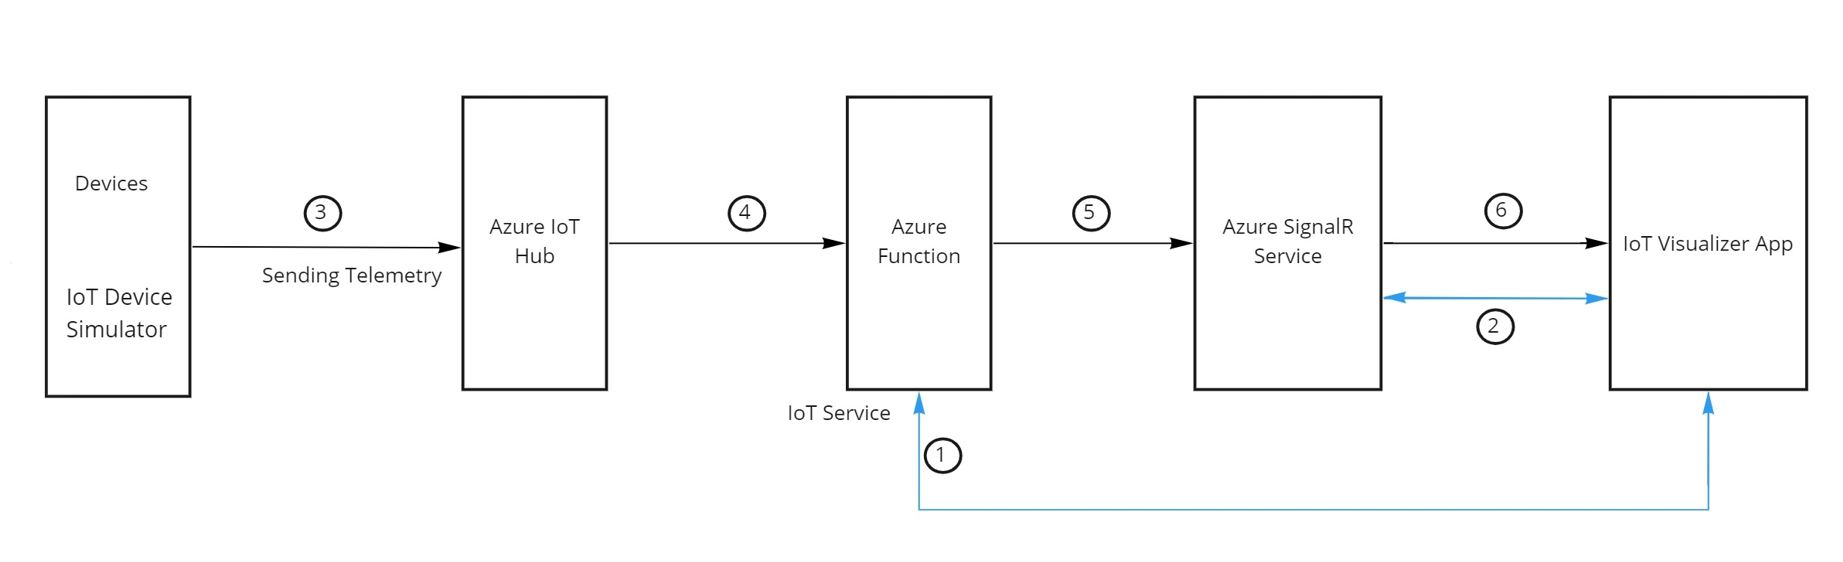 Devices
IoT Device
Simulator
3
Sending Telemetry
Azure IoT
Hub
4
Azure
Function
IoT Service
1
5
Azure SignalR
Service
6
2
IoT Visualizer App